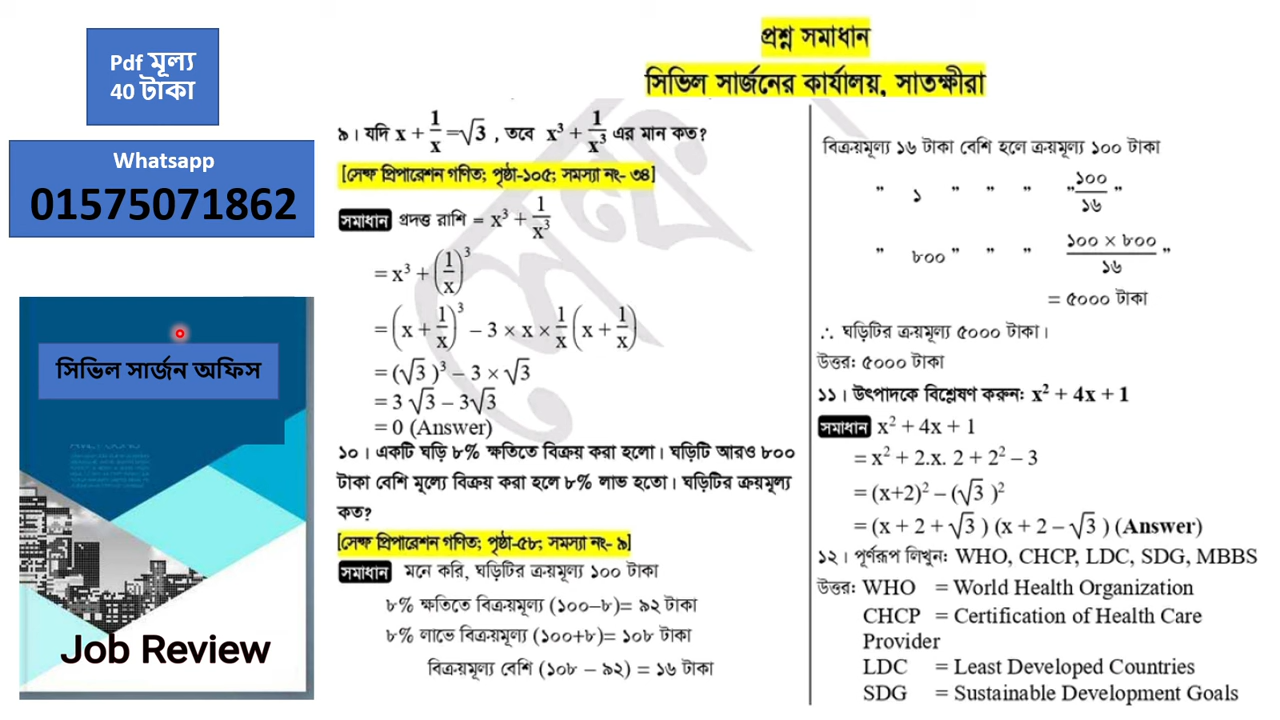 Pdf মূল্য
40 টাকা
Whatsapp
01575071862
সিভিল সার্জন অফিস
Job Review
প্রশ্ন সমাধান
সিভিল সার্জনের কার্যালয়, সাতক্ষীরা
৯। যদি x + 1/x = √3 , তবে x³ + 1/x³ এর মান কত?
[সেল্ফ প্রিপারেশন গণিত; পৃষ্ঠা-১০৫; সমস্যা নং- ৩৪]
সমাধান প্রদত্ত রাশি = x³ + 1/x³
= x³ + (1/x)³
= (x + 1/x)³ – 3 × x × 1/x (x + 1/x)
= (√3 )³ – 3 × √3
= 3 √3 – 3√3
= 0 (Answer)
১০। একটি ঘড়ি ৮% ক্ষতিতে বিক্রয় করা হলো। ঘড়িটি আরও ৮০০
টাকা বেশি মূল্যে বিক্রয় করা হলে ৮% লাভ হতো। ঘড়িটির ক্রয়মূল্য
কত?
[সেল্ফ প্রিপারেশন গণিত; পৃষ্ঠা-৫৮; সমস্যা নং- ৯]
সমাধান মনে করি, ঘড়িটির ক্রয়মূল্য ১০০ টাকা
৮% ক্ষতিতে বিক্রয়মূল্য (১০০–৮)= ৯২ টাকা
৮% লাভে বিক্রয়মূল্য (১০০+৮)= ১০৮ টাকা
বিক্রয়মূল্য বেশি (১০৮ – ৯২) = ১৬ টাকা
বিক্রয়মূল্য ১৬ টাকা বেশি হলে ক্রয়মূল্য ১০০ টাকা
" ১ " " " " ১০০/১৬ "
" ৮০০ " " " ১০০ × ৮০০/১৬ "
= ৫০০০ টাকা
∴ ঘড়িটির ক্রয়মূল্য ৫০০০ টাকা।
উত্তর: ৫০০০ টাকা
১১। উৎপাদকে বিশ্লেষণ করুন: x² + 4x + 1
সমাধান x² + 4x + 1
= x² + 2.x. 2 + 2² – 3
= (x+2)² – (√3 )²
= (x + 2 + √3 ) (x + 2 – √3 ) (Answer)
১২। পূর্ণরূপ লিখুন: WHO, CHCP, LDC, SDG, MBBS
উত্তর: WHO = World Health Organization
CHCP = Certification of Health Care
Provider
LDC = Least Developed Countries
SDG = Sustainable Development Goals